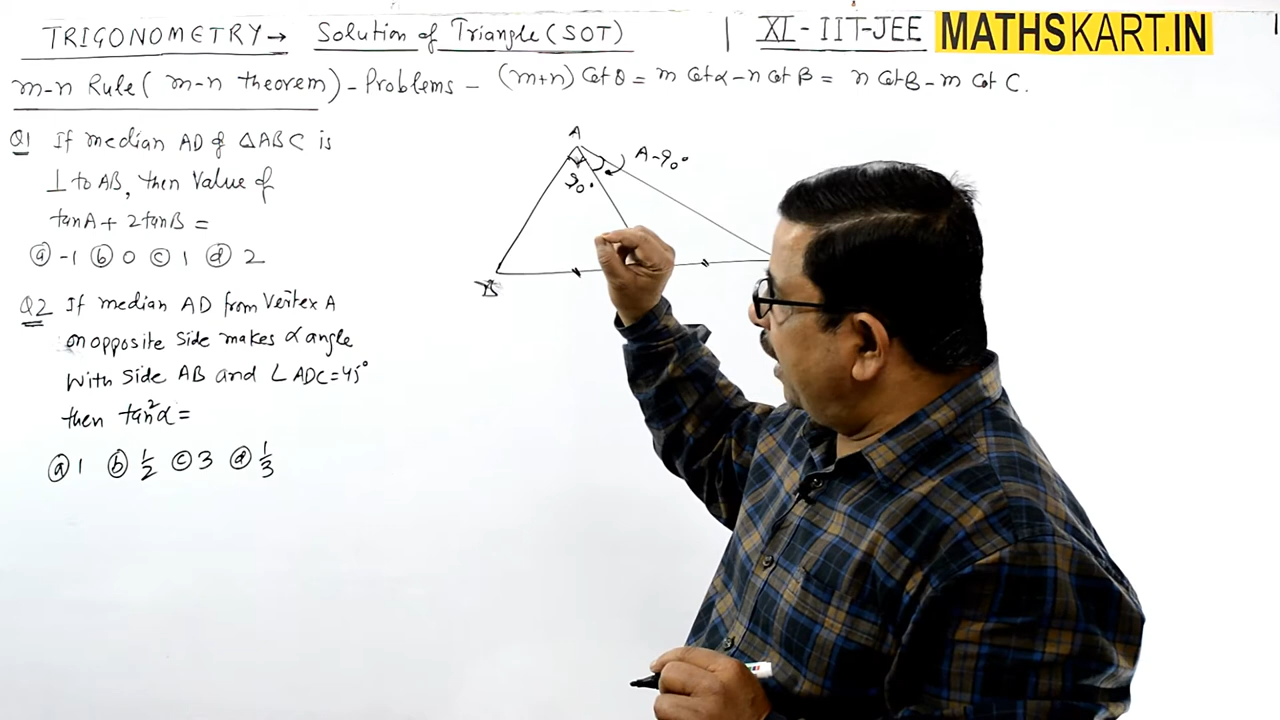 TRIGONOMETRY→ Solution of Triangle (SOT) | XI - IIT-JEE MATHSKART.IN
m-n Rule ( m-n theorem) - Problems - (m+n) Cot θ = m Cot α - n Cot β = n Cot B - m Cot C.
Q1 If median AD of △ABC is
⊥ to AB, then Value of
tanA + 2tanB =
ⓐ -1 ⓑ 0 ⓒ 1 ⓓ 2
Q2 If median AD from Vertex A
on opposite Side makes α angle
With Side AB and ∠ADC = 45°
then tan²α =
ⓐ 1 ⓑ 1/2 ⓒ 3 ⓓ 1/3
A
A-90°
90°
B